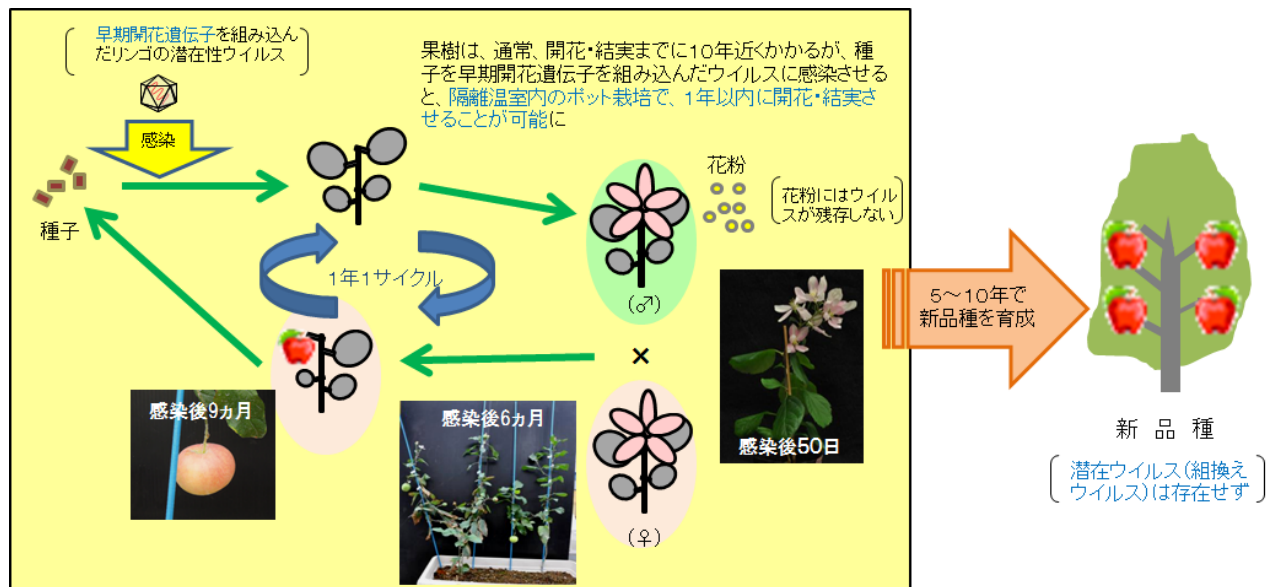 早期開花遺伝子を組み込ん
だリンゴの潜在性ウイルス
果樹は、通常、開花・結実までに10年近くかかるが、種
子を早期開花遺伝子を組み込んだウイルスに感染させる
と、隔離温室内のポット栽培で、1年以内に開花・結実さ
せることが可能に
感染
種子
花粉
花粉にはウイル
スが残存しない
1年1サイクル
(♂)
×
(♀)
感染後9ヵ月
感染後6ヵ月
感染後50日
5～10年で
新品種を育成
新 品 種
潜在ウイルス(組換え
ウイルス)は存在せず